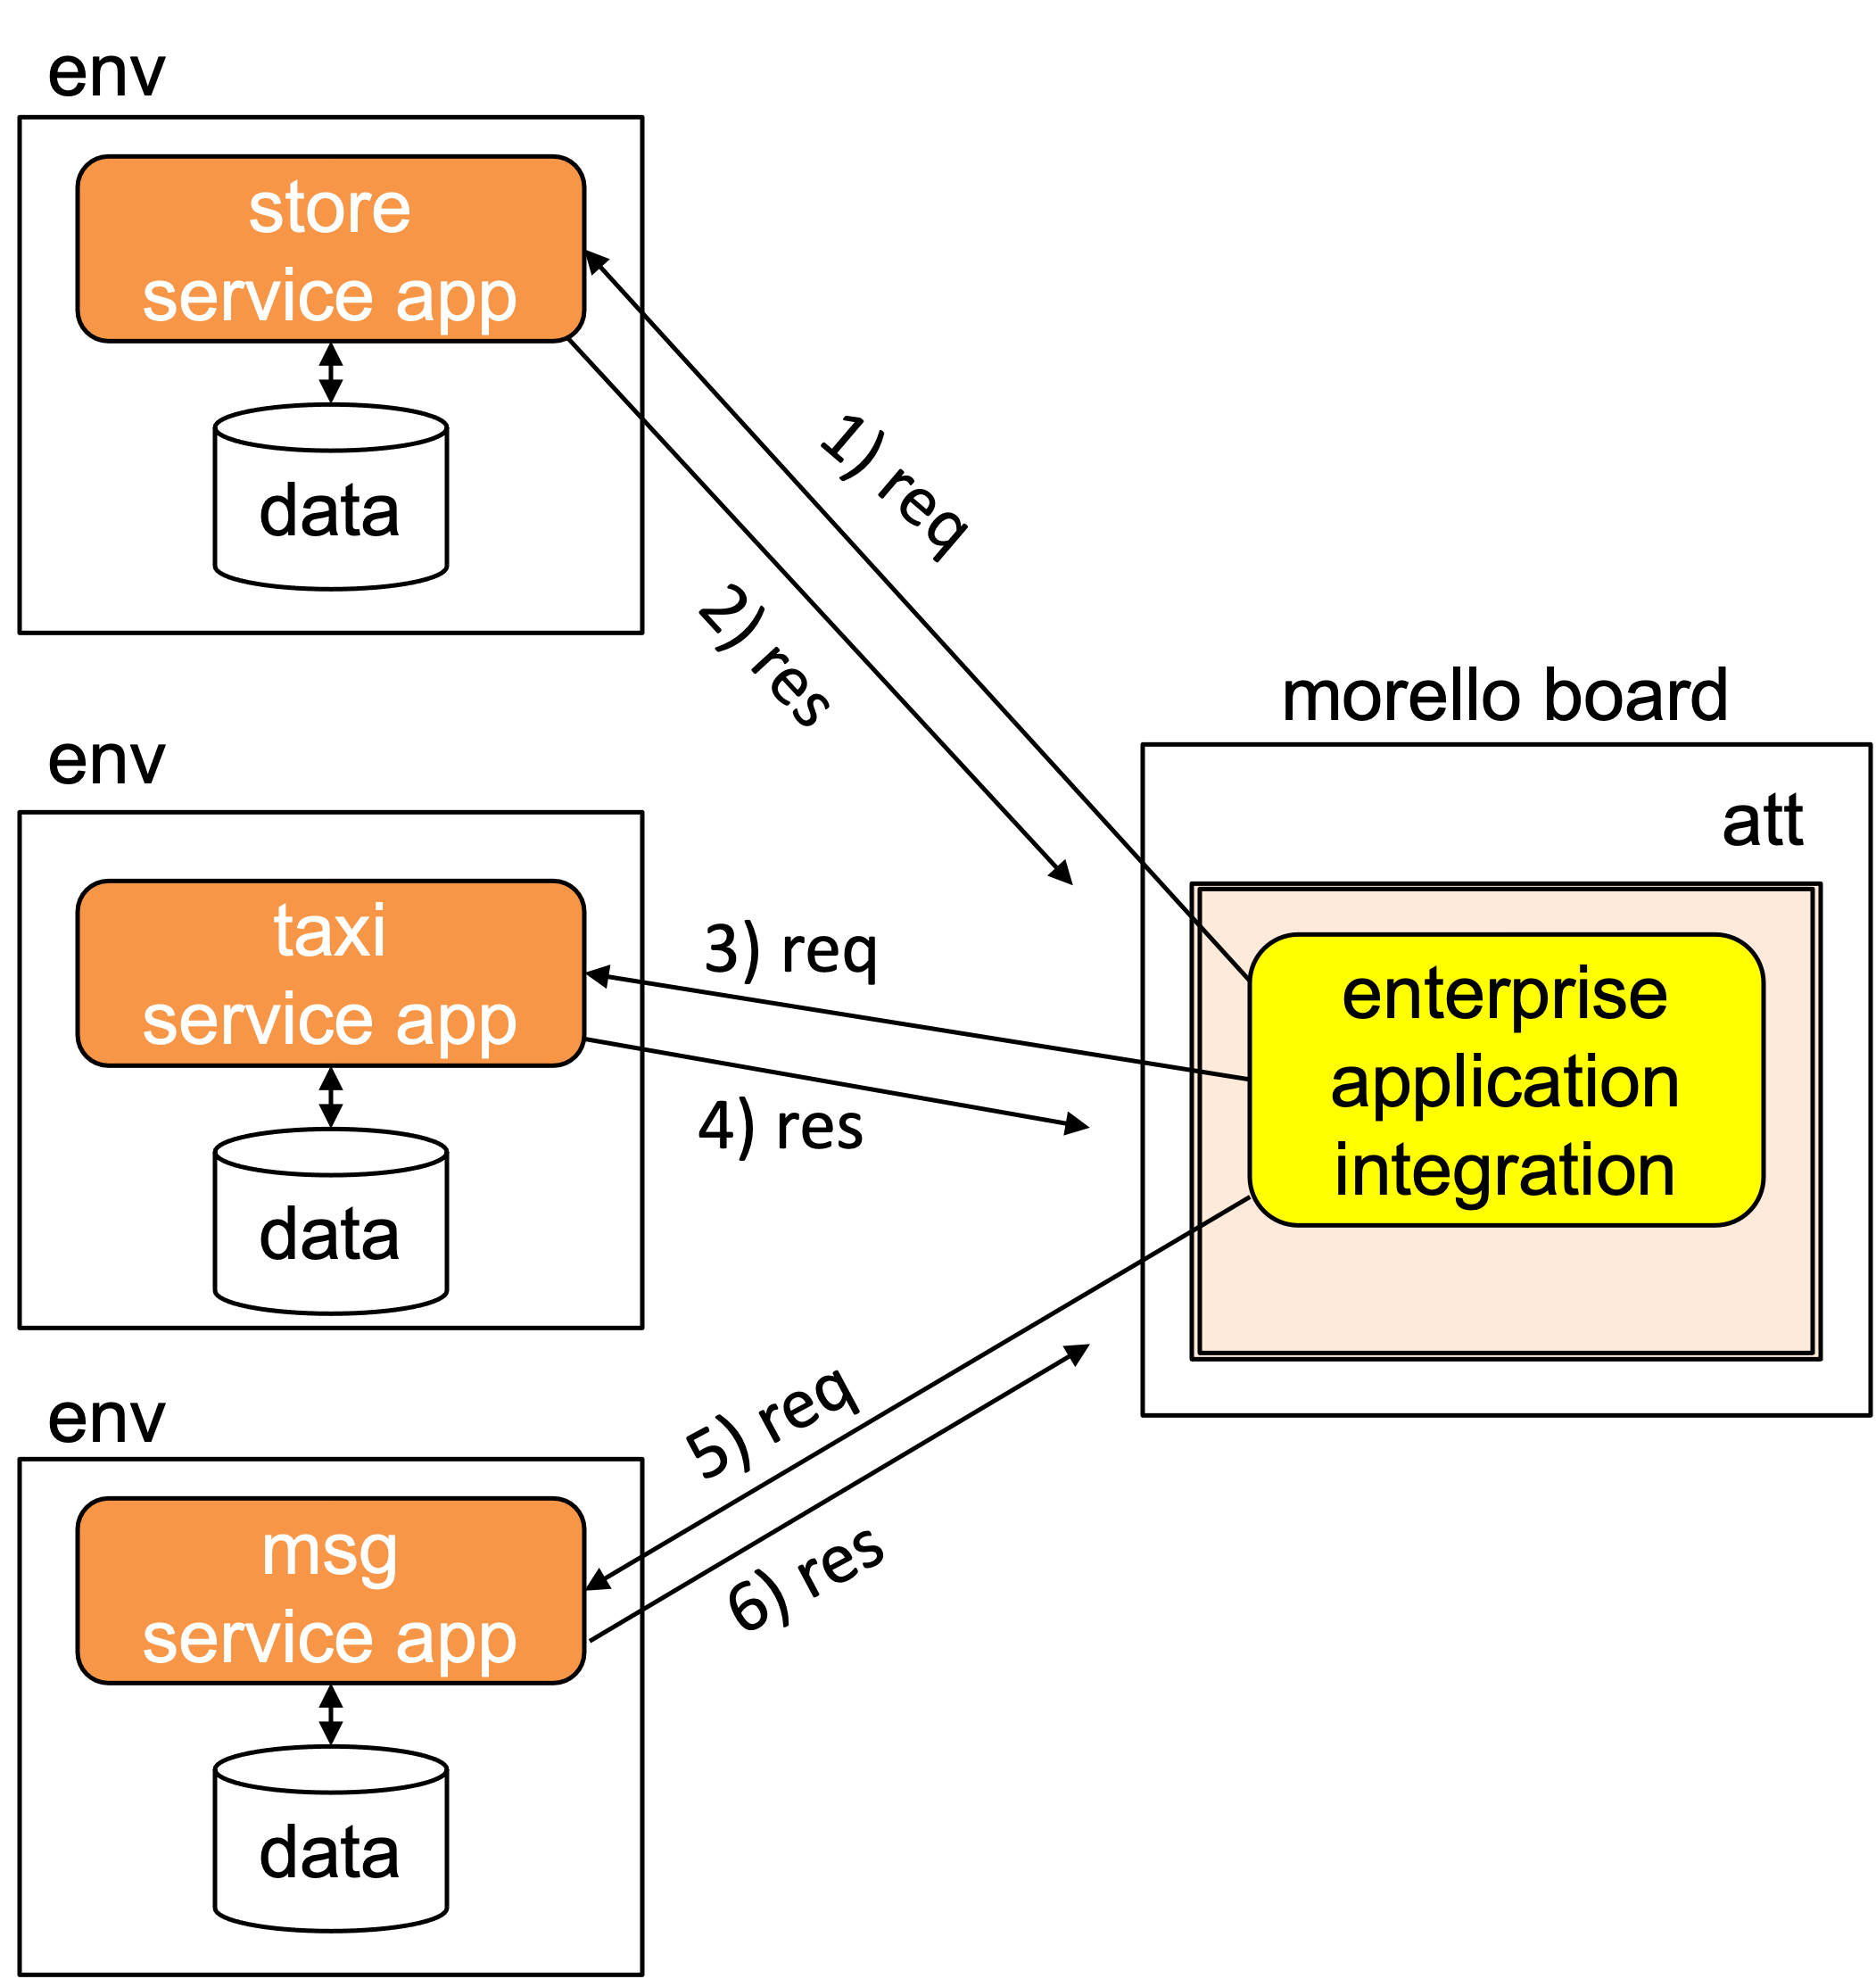 env
store
service app
data
1) req
2) res
env
taxi
service app
data
3) req
4) res
env
msg
service app
data
5) req
6) res
morello board
att
enterprise
application
integration